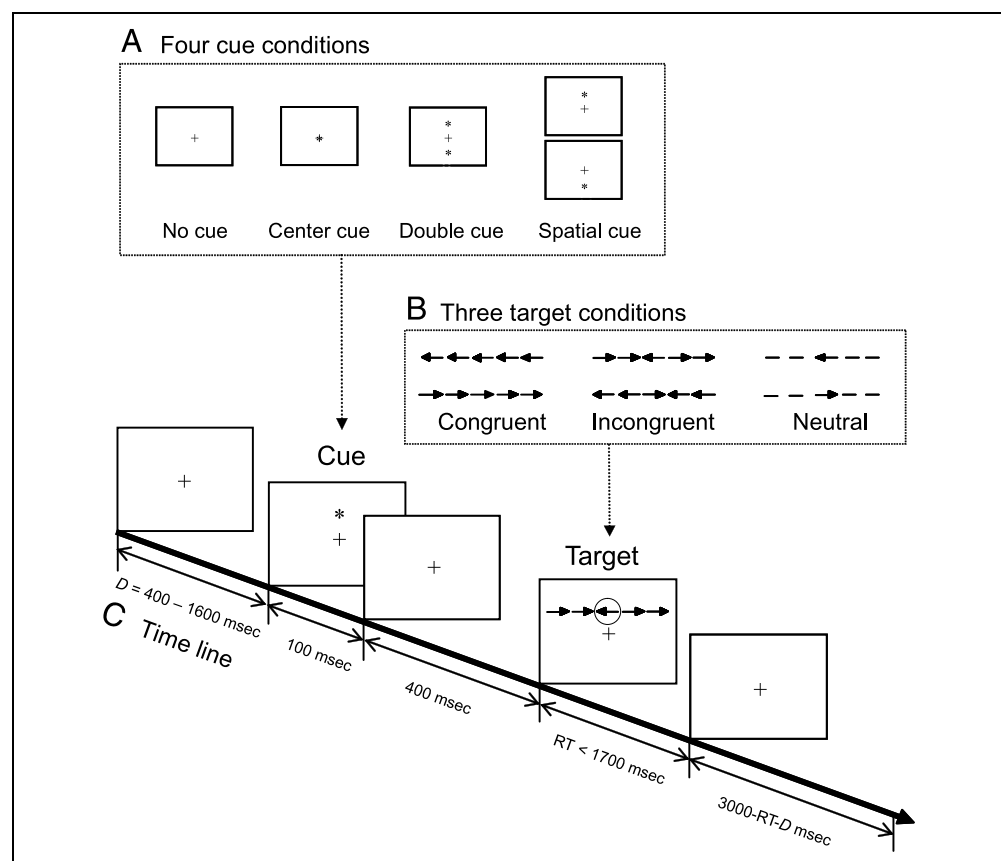 A Four cue conditions
No cue Center cue Double cue Spatial cue
B Three target conditions
Congruent Incongruent Neutral
Cue
Target
D = 400 – 1600 msec
C Time line
100 msec
400 msec
RT < 1700 msec
3000-RT-D msec